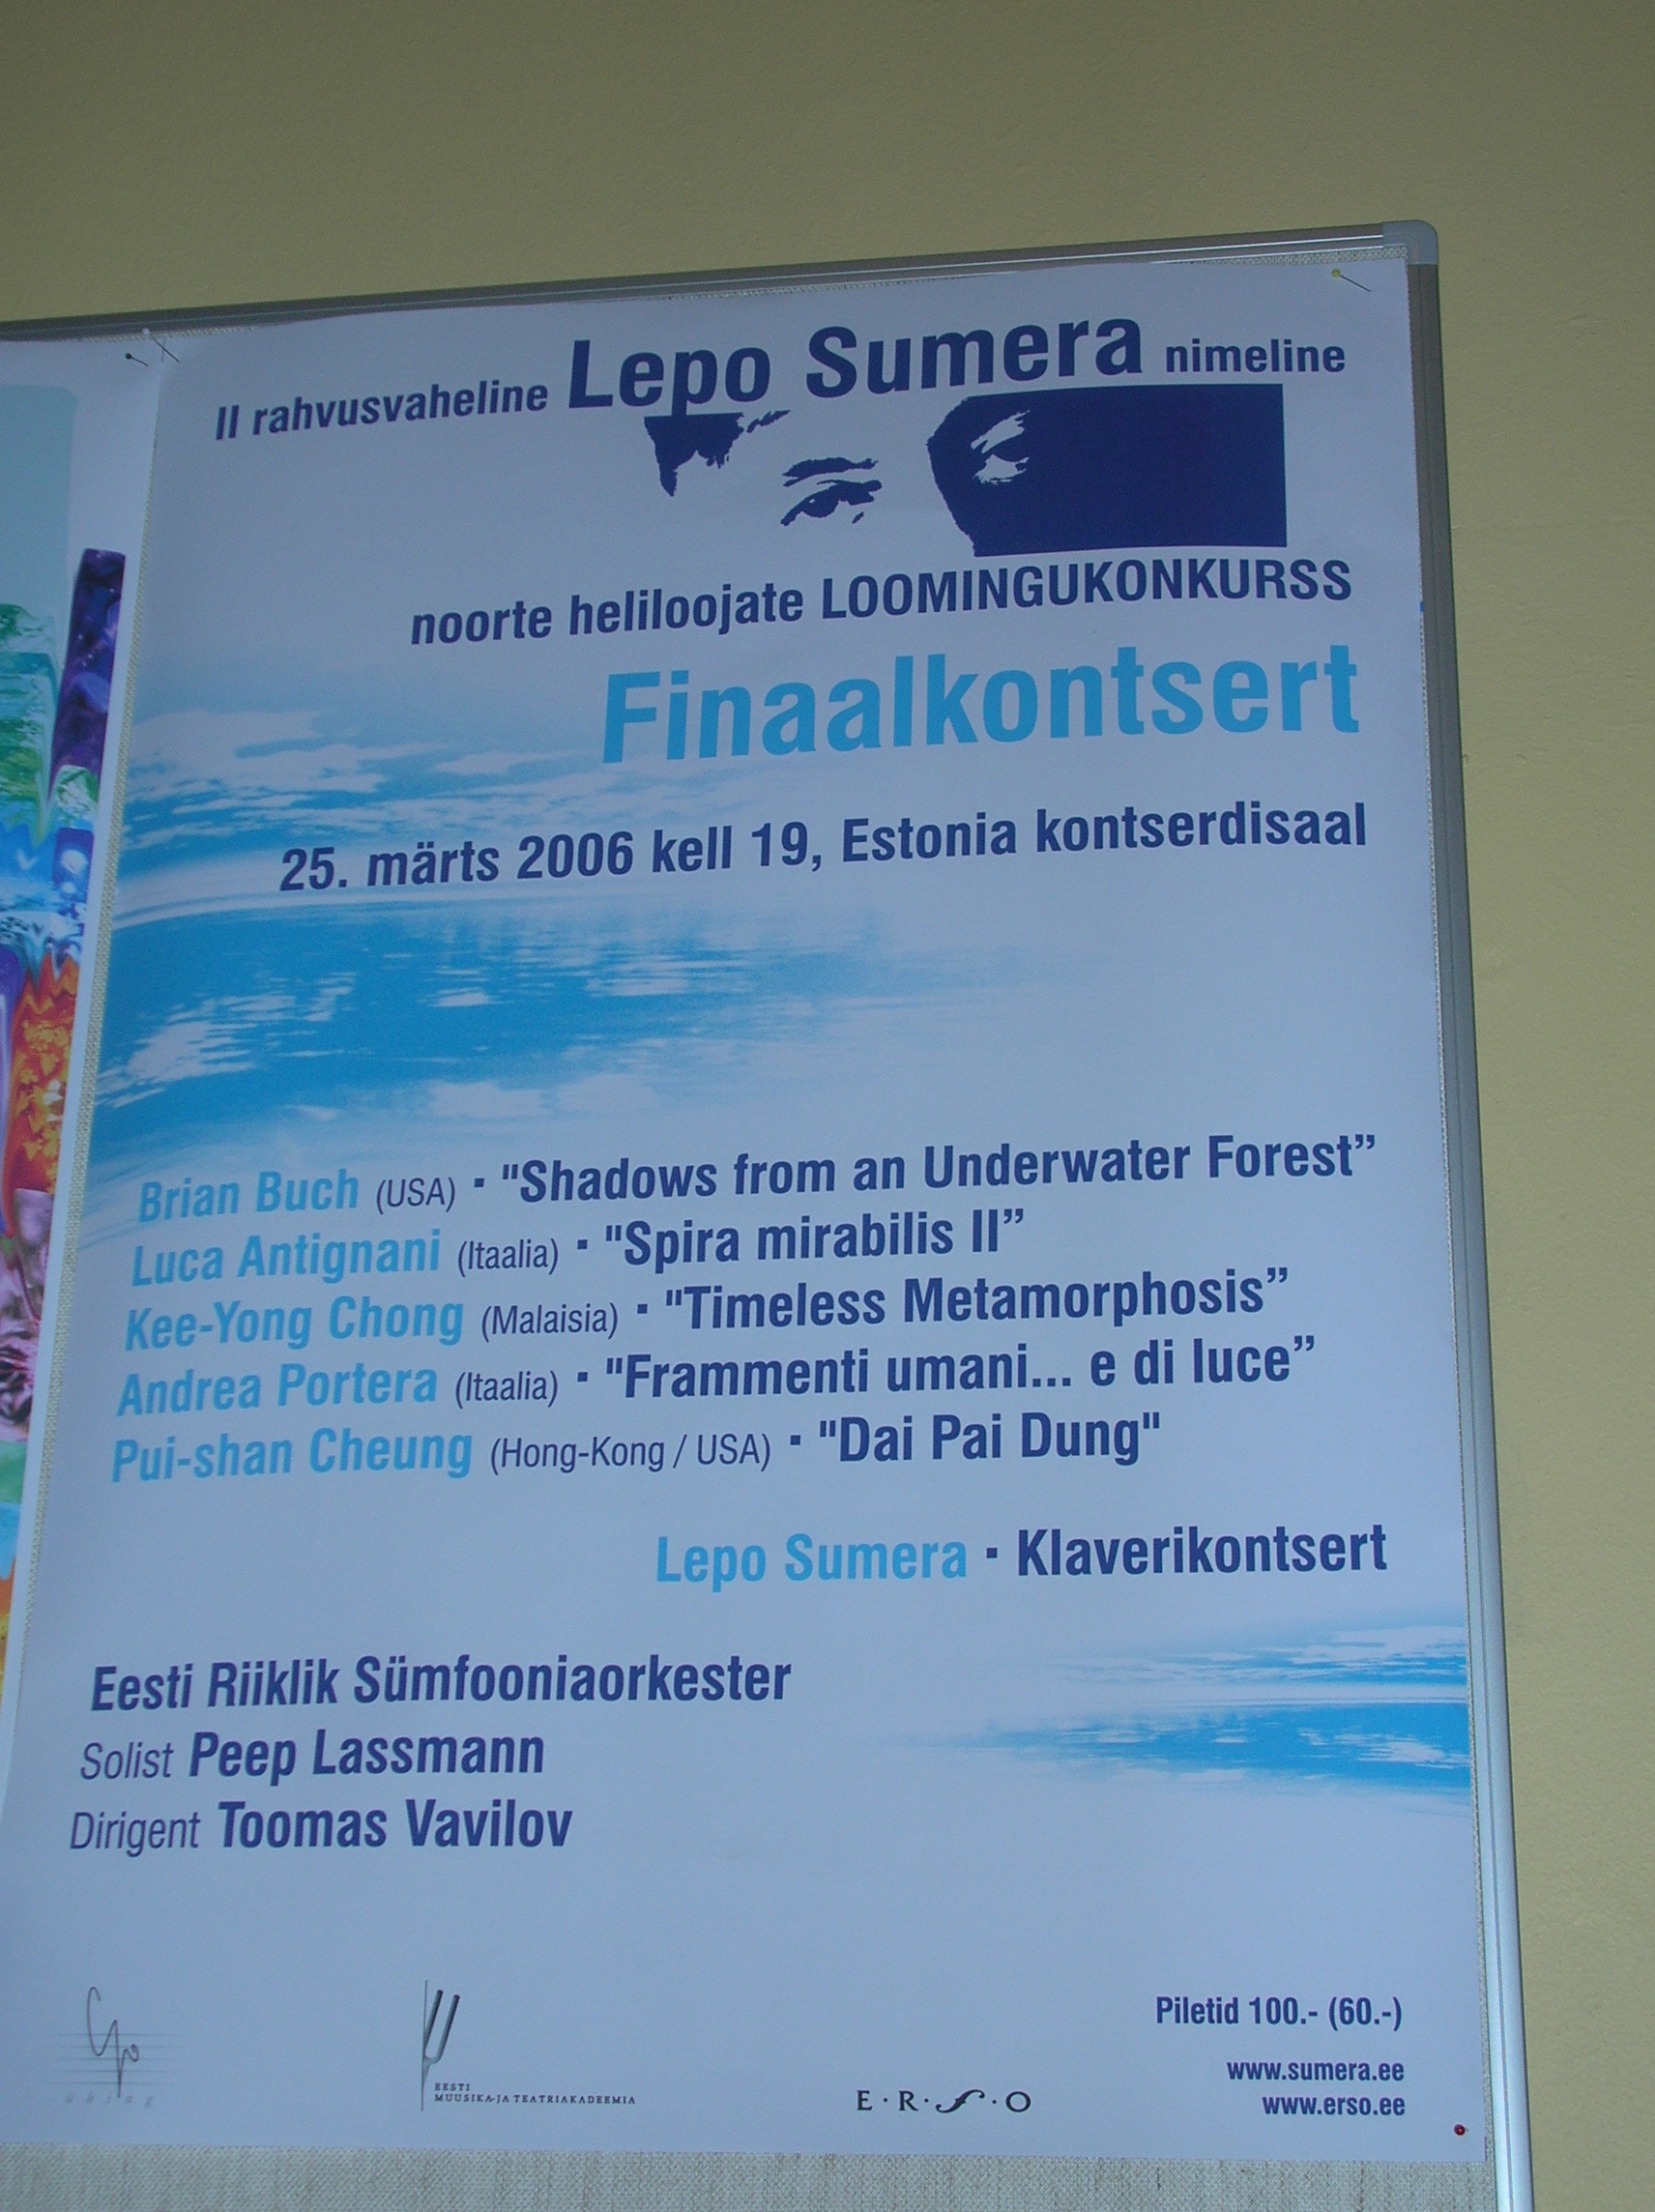 II rahvusvaheline Lepo Sumera nimeline
noorte heliloojate LOOMINGUKONKURSS
Finaalkontsert
25. märts 2006 kell 19, Estonia kontserdisaal
Brian Buch (USA) ▪ "Shadows from an Underwater Forest”
Luca Antignani (Itaalia) ▪ "Spira mirabilis II”
Kee-Yong Chong (Malaisia) ▪ "Timeless Metamorphosis”
Andrea Portera (Itaalia) ▪ "Frammenti umani... e di luce”
Pui-shan Cheung (Hong-Kong / USA) ▪ "Dai Pai Dung"
Lepo Sumera ▪ Klaverikontsert
Eesti Riiklik Sümfooniaorkester
Solist Peep Lassmann
Dirigent Toomas Vavilov
ühing
EESTI
MUUSIKA-JA TEATRIAKADEEMIA
E·R·S·O
Piletid 100.- (60.-)
www.sumera.ee
www.erso.ee